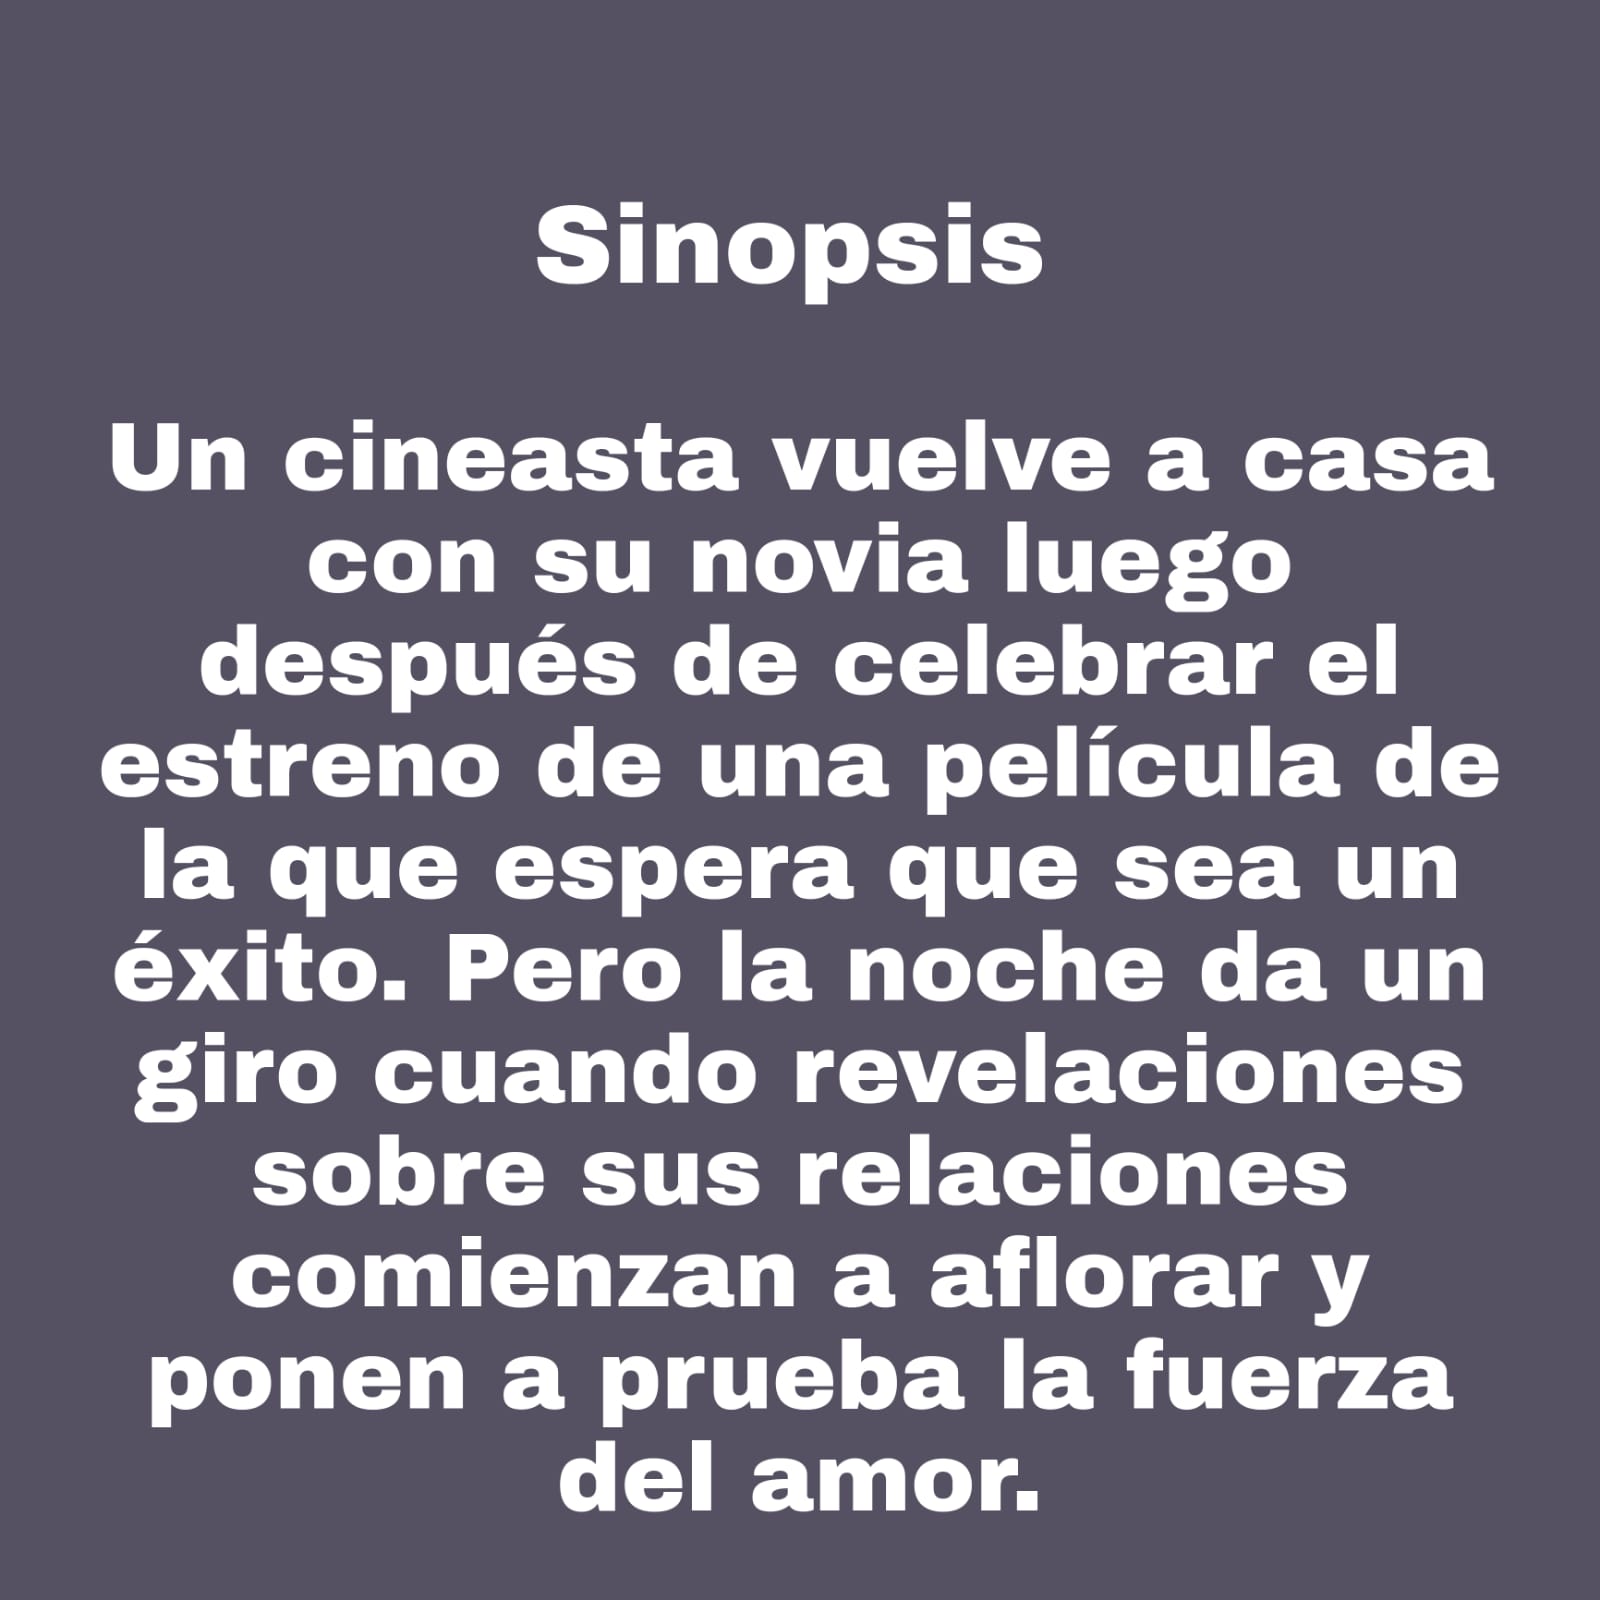 Sinopsis
Un cineasta vuelve a casa
con su novia luego
después de celebrar el
estreno de una película de
la que espera que sea un
éxito. Pero la noche da un
giro cuando revelaciones
sobre sus relaciones
comienzan a aflorar y
ponen a prueba la fuerza
del amor.